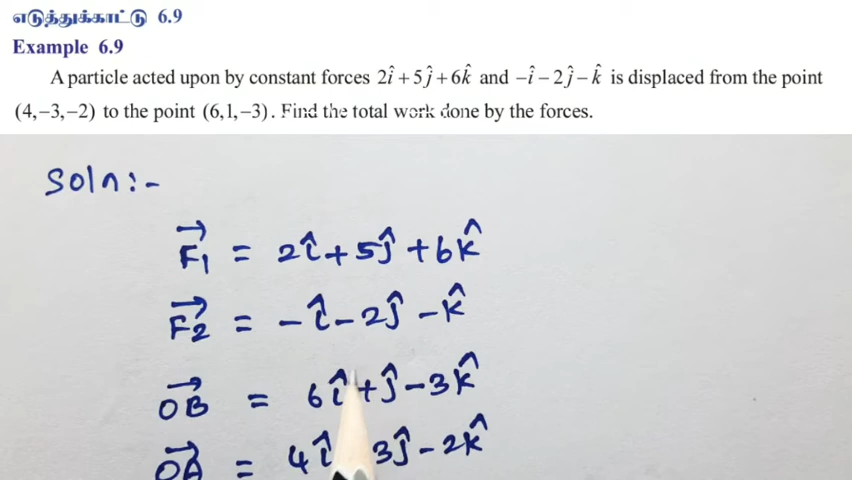 எடுத்துக்காட்டு 6.9
Example 6.9
A particle acted upon by constant forces 2î + 5ĵ + 6k̂ and −î − 2ĵ − k̂ is displaced from the point
(4,−3,−2) to the point (6,1,−3). Find the total work done by the forces.
Soln:-
F₁⃗ = 2î + 5ĵ + 6k̂
F₂⃗ = −î − 2ĵ − k̂
OB⃗ = 6î + ĵ − 3k̂
OA⃗ = 4î 3ĵ − 2k̂